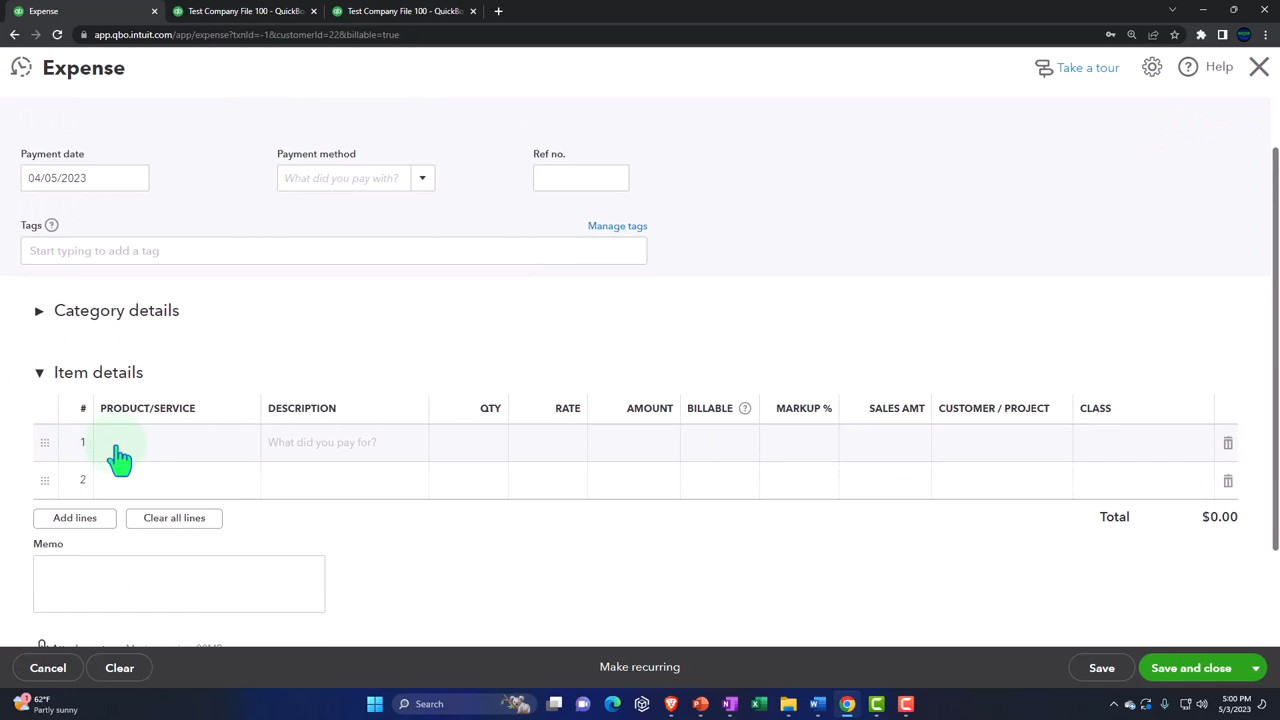 Expense
Test Company File 100 - QuickBo
Test Company File 100 - QuickBo
app.qbo.intuit.com/app/expense?txnId=-1&customerId=22&billable=true
Expense
Take a tour
Help
Payment date
Payment method
Ref no.
04/05/2023
What did you pay with?
Tags
Manage tags
Start typing to add a tag
Category details
Item details
# PRODUCT/SERVICE DESCRIPTION QTY RATE AMOUNT BILLABLE MARKUP % SALES AMT CUSTOMER / PROJECT CLASS
1 What did you pay for?
2
Add lines
Clear all lines
Total $0.00
Memo
Cancel
Clear
Make recurring
Save
Save and close
62°F
Partly sunny
Search
5:00 PM
5/3/2023